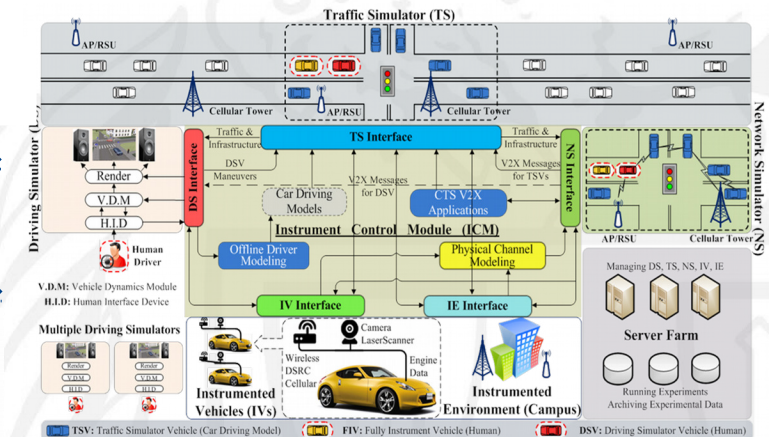 Traffic Simulator (TS)
AP/RSU
AP/RSU
Cellular Tower
AP/RSU
Cellular Tower
Driving Simulator
Network Simulator (NS)
Render
V.D.M
H.I.D
Human
Driver
V.D.M: Vehicle Dynamics Module
H.I.D: Human Interface Device
DS Interface
TS Interface
NS Interface
Traffic &
Infrastructure
DSV
Maneuvers
Traffic &
Infrastructure
V2X Messages
for TSVs
V2X Messages
for DSV
Car Driving
Models
CTS V2X
Applications
Instrument Control Module (ICM)
Offline Driver
Modeling
Physical Channel
Modeling
IV Interface
IE Interface
AP/RSU
Cellular Tower
Managing DS, TS, NS, IV, IE
Server Farm
Running Experiments
Archiving Experimental Data
Multiple Driving Simulators
Render
V.D.M
H.I.D
Render
V.D.M
H.I.D
Instrumented
Vehicles (IVs)
Wireless
DSRC
Cellular
Camera
LaserScanner
Engine
Data
Instrumented
Environment (Campus)
TSV: Traffic Simulator Vehicle (Car Driving Model)
FIV: Fully Instrument Vehicle (Human)
DSV: Driving Simulator Vehicle (Human)